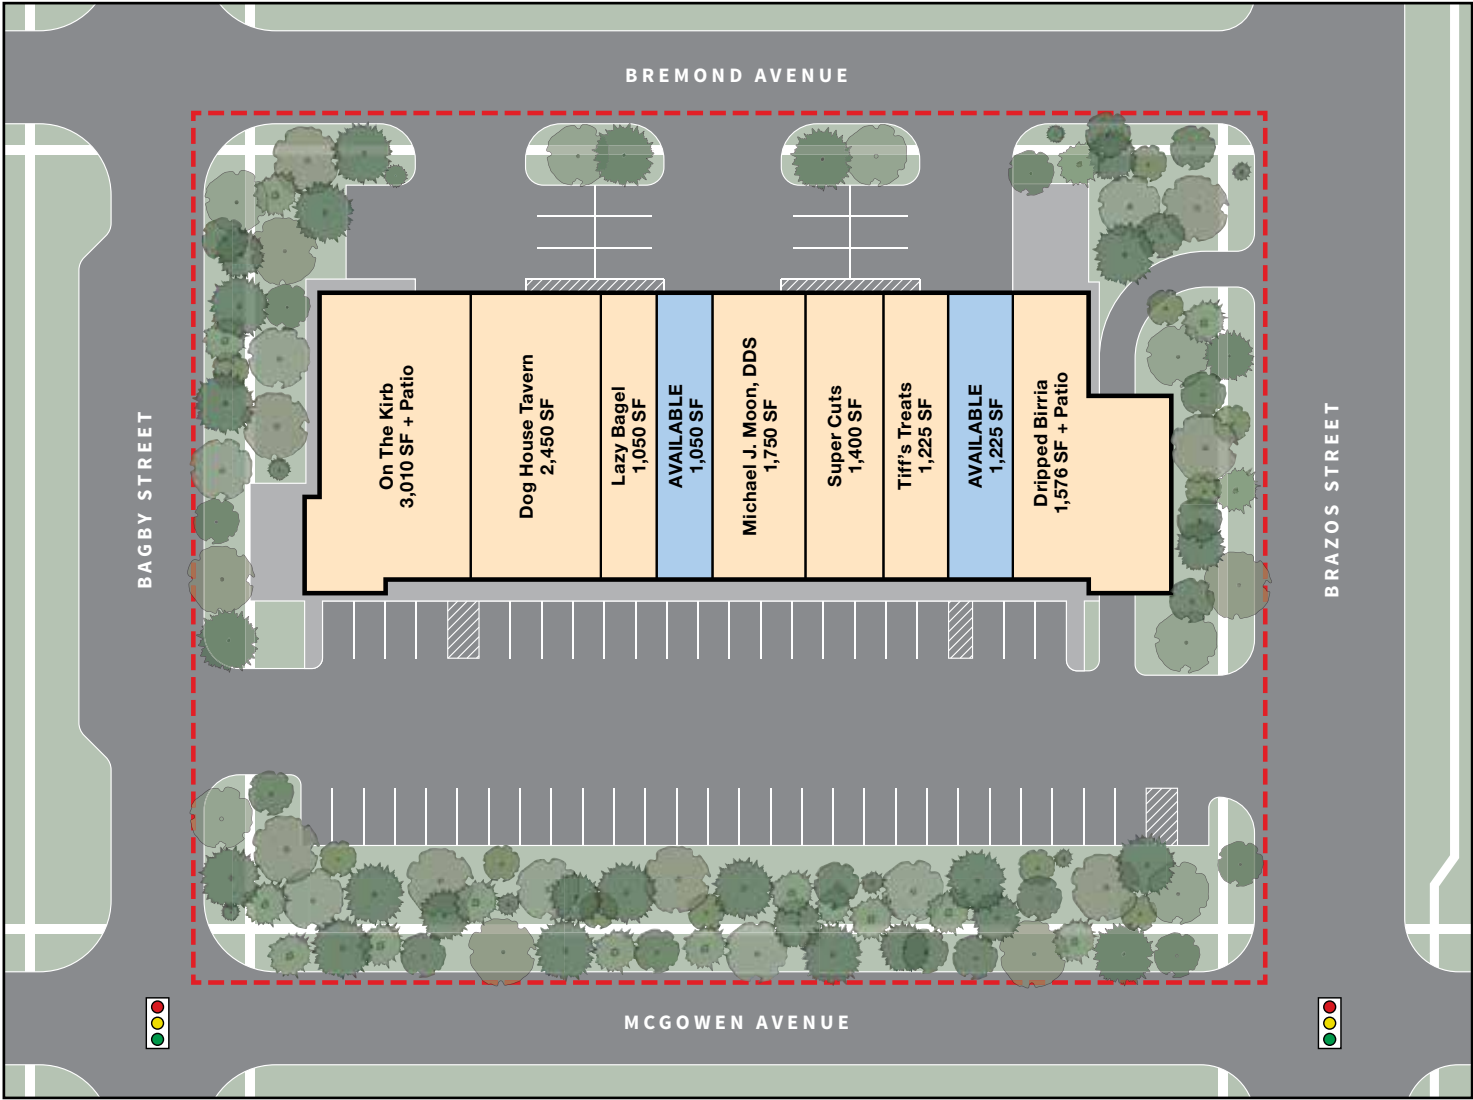 BREMOND AVENUE
BAGBY STREET
On The Kirb
3,010 SF + Patio
Dog House Tavern
2,450 SF
Lazy Bagel
1,050 SF
AVAILABLE
1,050 SF
Michael J. Moon, DDS
1,750 SF
Super Cuts
1,400 SF
Tiff's Treats
1,225 SF
AVAILABLE
1,225 SF
Dripped Birria
1,576 SF + Patio
BRAZOS STREET
MCGOWEN AVENUE